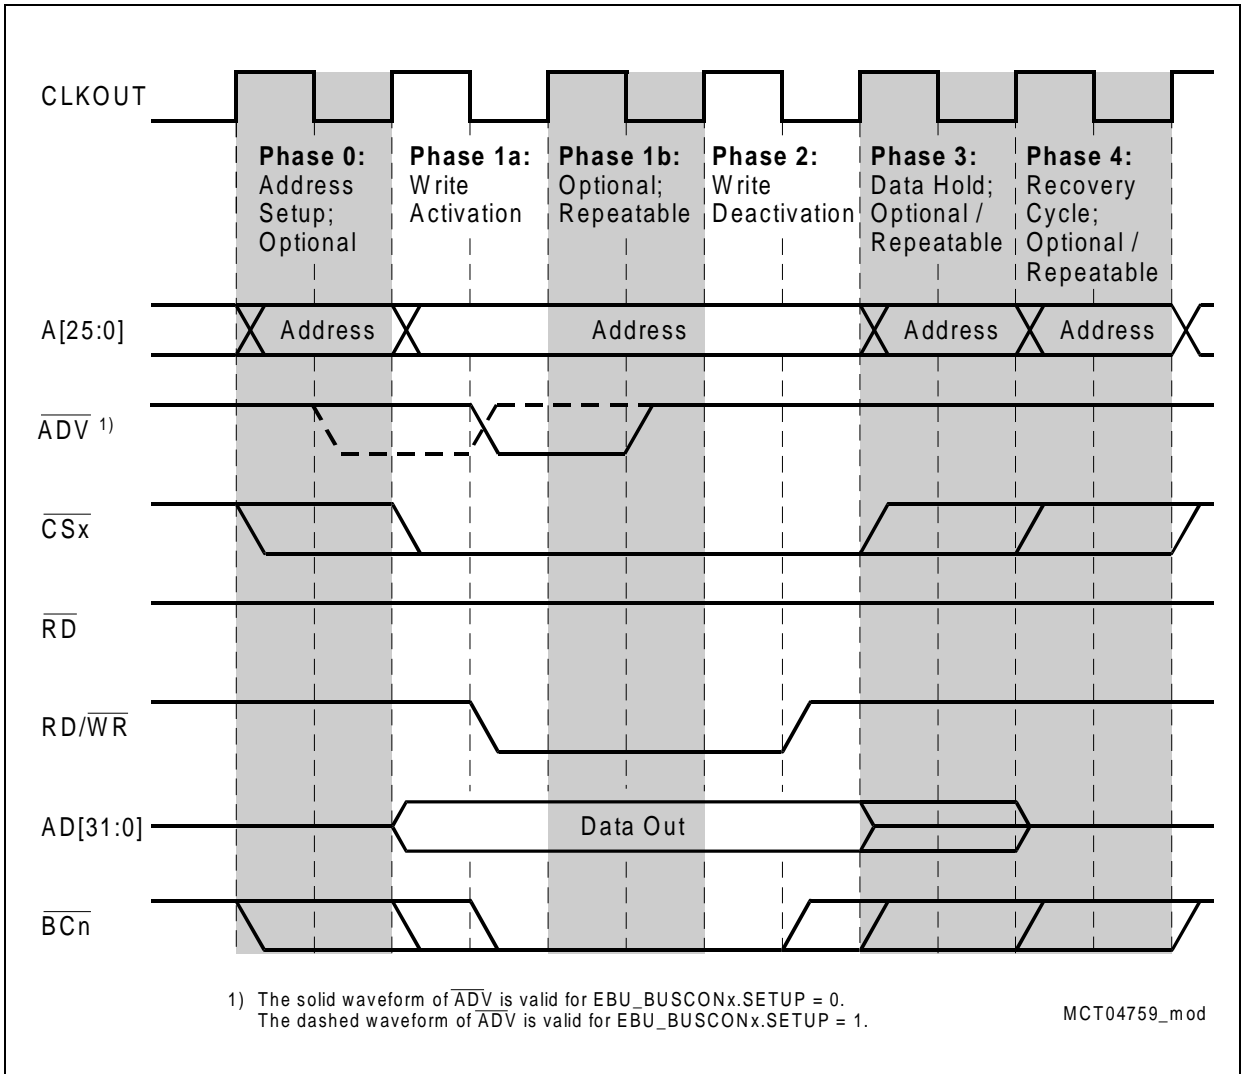 CLKOUT
Phase 0:
Address
Setup;
Optional
Phase 1a:
Write
Activation
Phase 1b:
Optional;
Repeatable
Phase 2:
Write
Deactivation
Phase 3:
Data Hold;
Optional /
Repeatable
Phase 4:
Recovery
Cycle;
Optional /
Repeatable
A[25:0] Address Address Address Address
ADV 1)
CSx
RD
RD/WR
AD[31:0] Data Out
BCn
1) The solid waveform of ADV is valid for EBU_BUSCONx.SETUP = 0.
The dashed waveform of ADV is valid for EBU_BUSCONx.SETUP = 1.
MCT04759_mod